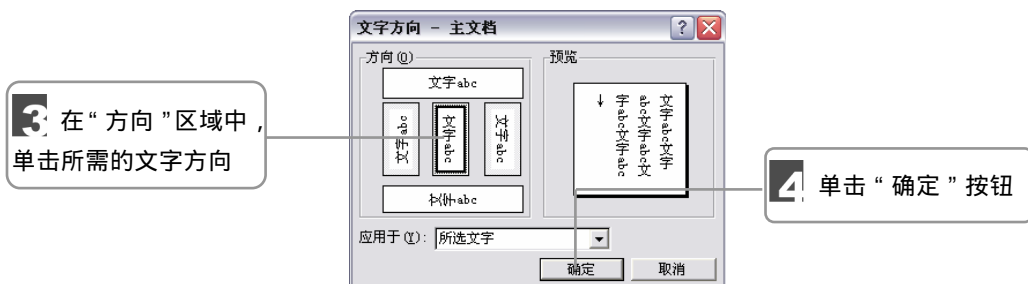 文字方向 - 主文档
方向(O)
预览
文字abc
文字abc
文字abc
文字abc
文字abc
文字abc文字
abc文字abc文
字abc文字abc
↓
3 在“方向”区域中，
单击所需的文字方向
4 单击“确定”按钮
应用于(Y): 所选文字
确定
取消